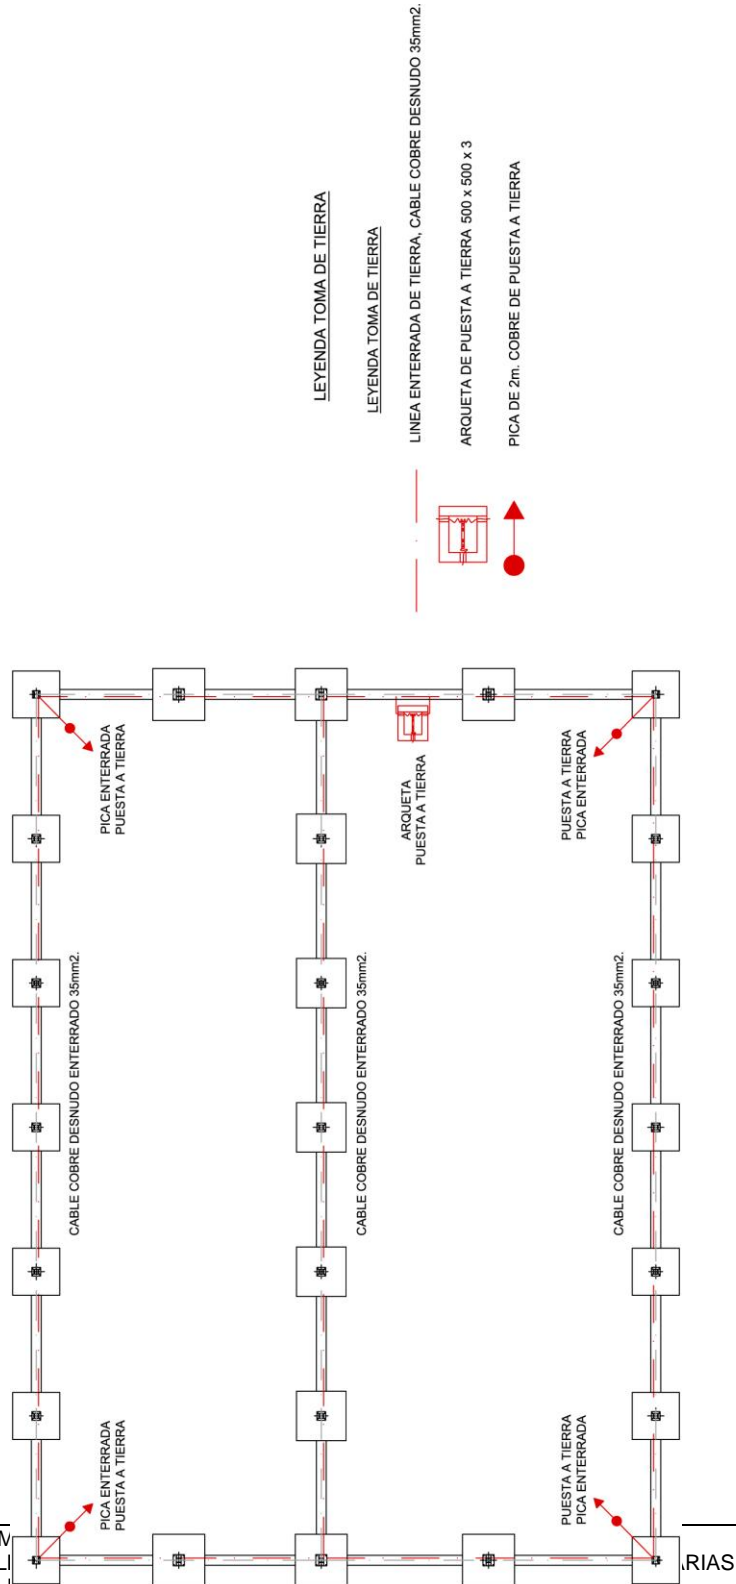 LEYENDA TOMA DE TIERRA
LEYENDA TOMA DE TIERRA
LINEA ENTERRADA DE TIERRA, CABLE COBRE DESNUDO 35mm2.
ARQUETA DE PUESTA A TIERRA 500 x 500 x 3
PICA DE 2m. COBRE DE PUESTA A TIERRA
PICA ENTERRADA
PUESTA A TIERRA
ARQUETA
PUESTA A TIERRA
PUESTA A TIERRA
PICA ENTERRADA
CABLE COBRE DESNUDO ENTERRADO 35mm2.
CABLE COBRE DESNUDO ENTERRADO 35mm2.
CABLE COBRE DESNUDO ENTERRADO 35mm2.
PICA ENTERRADA
PUESTA A TIERRA
PUESTA A TIERRA
PICA ENTERRADA